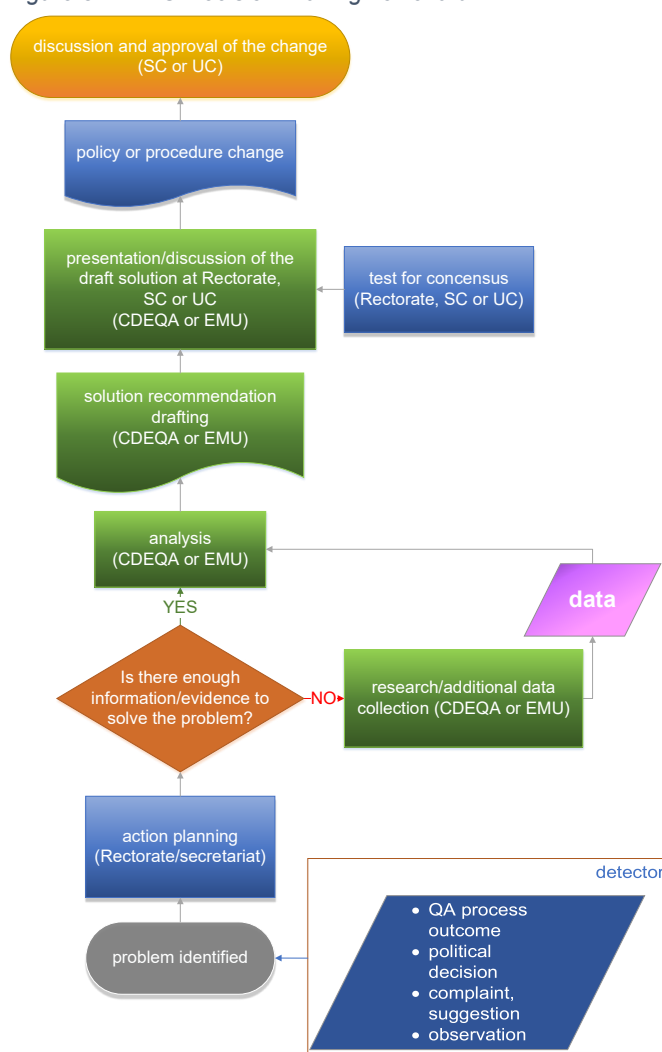 discussion and approval of the change
(SC or UC)
policy or procedure change
presentation/discussion of the
draft solution at Rectorate,
SC or UC
(CDEQA or EMU)
test for concensus
(Rectorate, SC or UC)
solution recommendation
drafting
(CDEQA or EMU)
analysis
(CDEQA or EMU)
data
YES
Is there enough
information/evidence to
solve the problem?
NO
research/additional data
collection (CDEQA or EMU)
action planning
(Rectorate/secretariat)
detector
problem identified
• QA process
outcome
• political
decision
• complaint,
suggestion
• observation